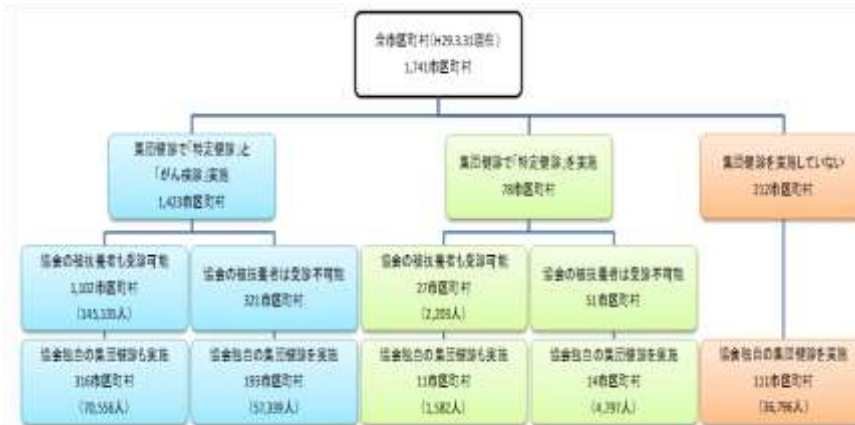 全市区町村(H29.3.31現在)
1,741市区町村
集団健診で「特定健診」と
「がん検診」実施
1,423市区町村
集団健診で「特定健診」を実施
78市区町村
集団健診を実施していない
212市区町村
協会の被扶養者も受診可能
1,102市区町村
協会の被扶養者は受診不可能
321市区町村
協会の被扶養者も受診可能
27市区町村
協会の被扶養者は受診不可能
51市区町村
協会独自の集団健診も実施
316市区町村
(70,556人)
協会独自の集団健診を実施
193市区町村
(57,339人)
協会独自の集団健診も実施
11市区町村
(1,582人)
協会独自の集団健診を実施
14市区町村
(4,797人)
協会独自の集団健診を実施
111市区町村
(36,796人)